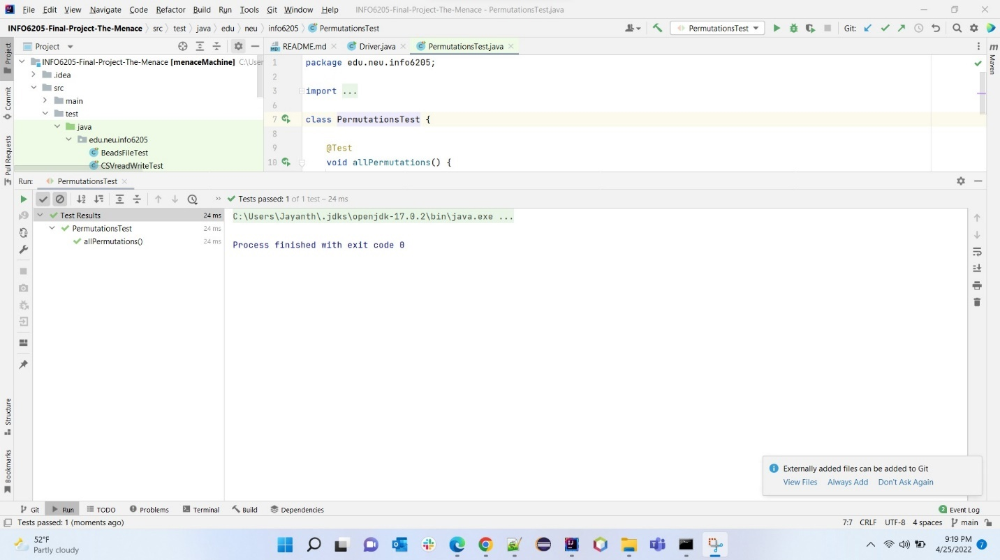 File Edit View Navigate Code Refactor Build Run Tools Git Window Help INFO6205-Final-Project-The-Menace - PermutationsTest.java
INFO6205-Final-Project-The-Menace src test java edu neu info6205 PermutationsTest PermutationsTest Git:
Project
README.md Driver.java PermutationsTest.java
INFO6205-Final-Project-The-Menace [menaceMachine] C:\User
.idea
src
main
test
java
edu.neu.info6205
BeadsFileTest
CSVreadWriteTest
1 package edu.neu.info6205;
2
3 import ...
6
7 class PermutationsTest {
8
9 @Test
10 void allPermutations() {
Project
Commit
Pull Requests
Structure
Bookmarks
m
Maven
Run: PermutationsTest
Tests passed: 1 of 1 test – 24 ms
Test Results 24 ms
PermutationsTest 24 ms
allPermutations() 24 ms
C:\Users\Jayanth\.jdks\openjdk-17.0.2\bin\java.exe ...
Process finished with exit code 0
Externally added files can be added to Git
View Files Always Add Don't Ask Again
Git Run TODO Problems Terminal Build Dependencies 2 Event Log
Tests passed: 1 (moments ago) 7:7 CRLF UTF-8 4 spaces main
52°F
Partly cloudy
9:19 PM
4/25/2022
7